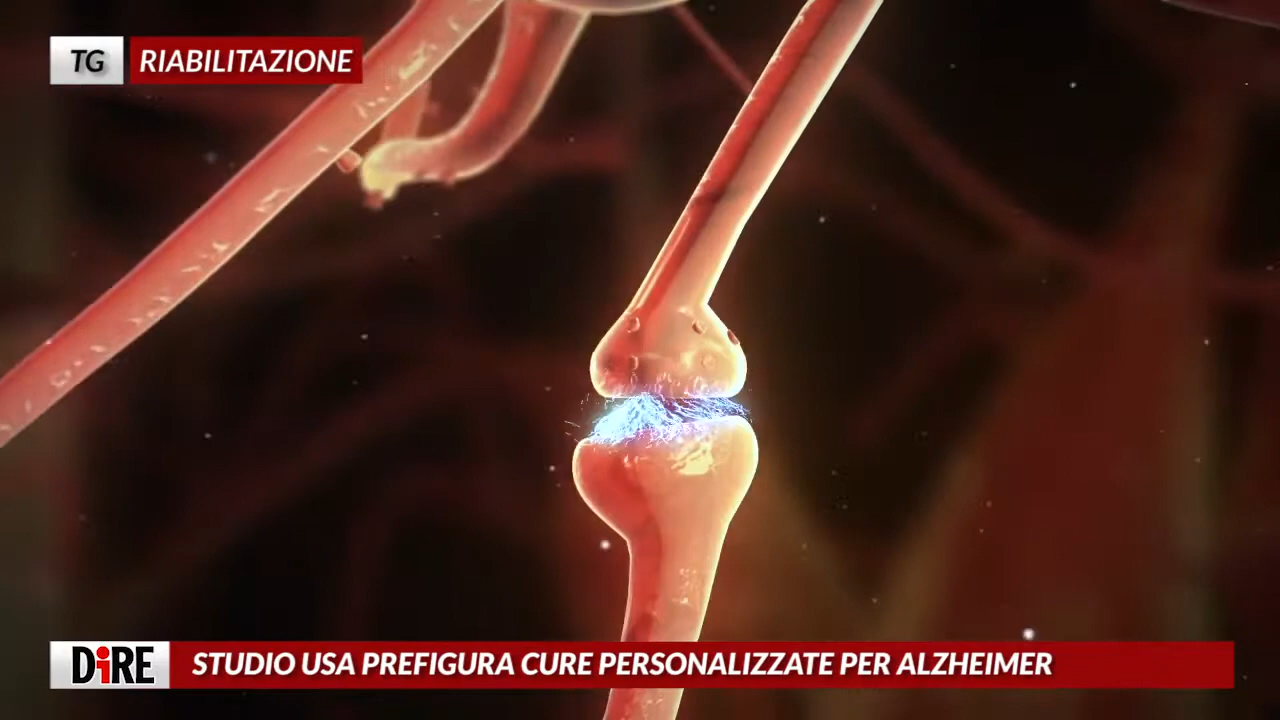 TG RIABILITAZIONE
DiRE STUDIO USA PREFIGURA CURE PERSONALIZZATE PER ALZHEIMER